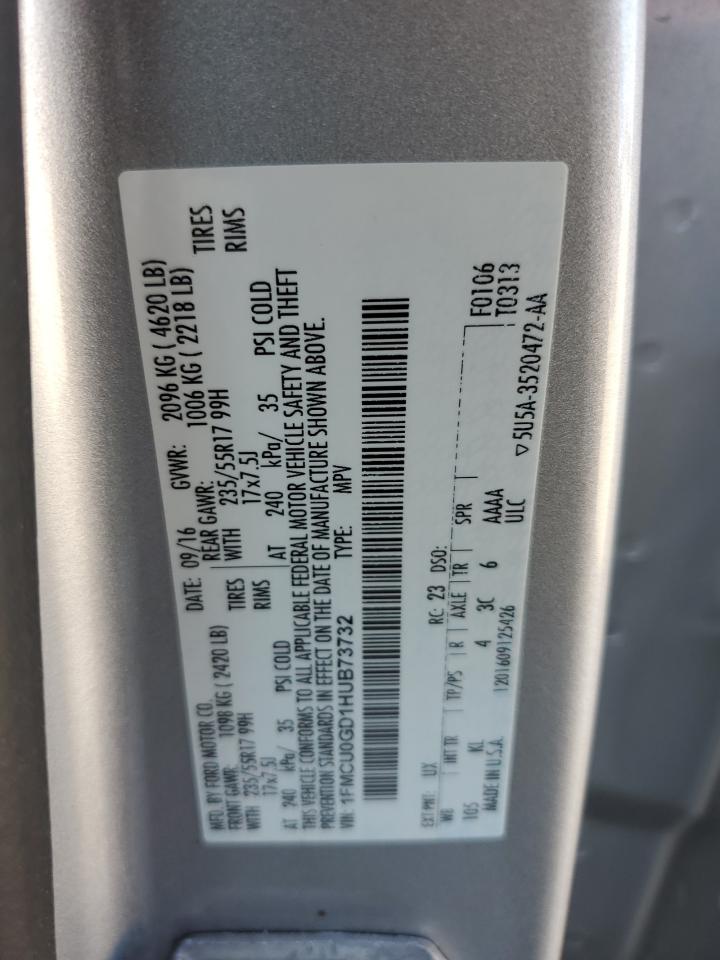 MFD. BY FORD MOTOR CO.
DATE: 09/16 GVWR: 2096 KG ( 4620 LB)
FRONT GAWR: 1098 KG ( 2420 LB) REAR GAWR: 1006 KG ( 2218 LB)
WITH 235/55R17 99H TIRES WITH 235/55R17 99H TIRES
17x7.5J RIMS 17x7.5J RIMS
AT 240 kPa/ 35 PSI COLD AT 240 kPa/ 35 PSI COLD
THIS VEHICLE CONFORMS TO ALL APPLICABLE FEDERAL MOTOR VEHICLE SAFETY AND THEFT
PREVENTION STANDARDS IN EFFECT ON THE DATE OF MANUFACTURE SHOWN ABOVE.
VIN: 1FMCU0GD1HUB73732 TYPE: MPV
F0106
T0313
EXT PNT: UX RC: 23 DSO:
WB INT TR TP/PS R AXLE TR SPR
105 KL 4 3C 6 AAAA
ULC
MADE IN U.S.A. 1201609125426
▽ 5U5A-3520472-AA